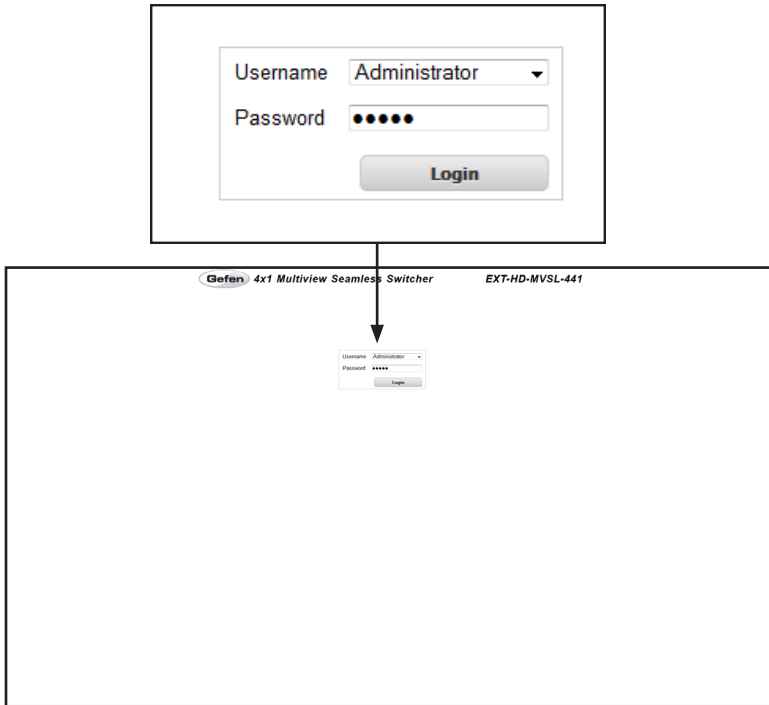 Username Administrator
Password •••••
Login
Gefen 4x1 Multiview Seamless Switcher EXT-HD-MVSL-441
Username Administrator
Password •••••
Login